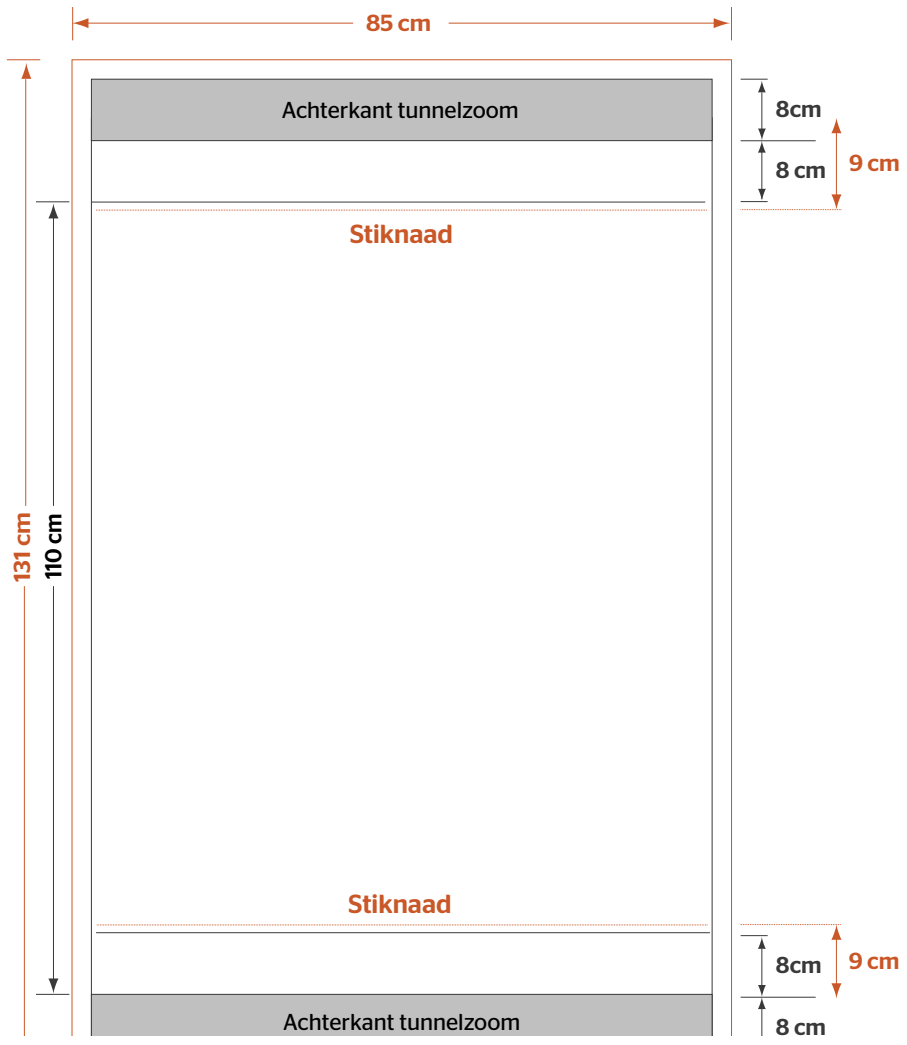 85 cm
Achterkant tunnelzoom
8cm
8 cm
9 cm
Stiknaad
131 cm
110 cm
Stiknaad
8cm
9 cm
Achterkant tunnelzoom
8 cm